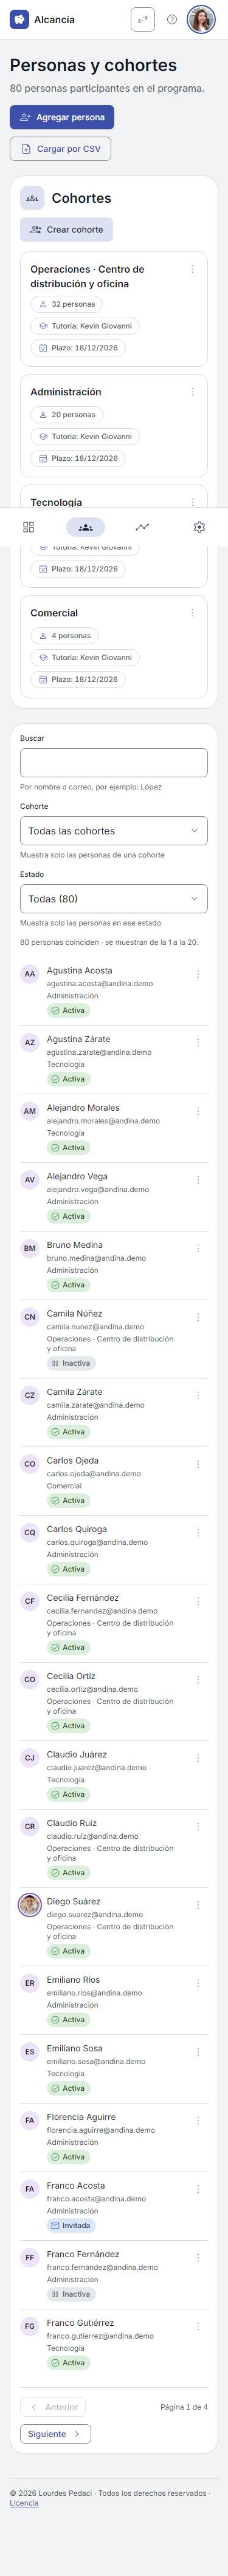 Alcancía
Personas y cohortes
80 personas participantes en el programa.
Agregar persona
Cargar por CSV
Cohortes
Crear cohorte
Operaciones · Centro de
distribución y oficina
32 personas
Tutoría: Kevin Giovanni
Plazo: 18/12/2026
Administración
20 personas
Tutoría: Kevin Giovanni
Plazo: 18/12/2026
Tecnología
Tutoría: Kevin Giovanni
Plazo: 18/12/2026
Comercial
4 personas
Tutoría: Kevin Giovanni
Plazo: 18/12/2026
Buscar
Por nombre o correo, por ejemplo: López
Cohorte
Todas las cohortes
Muestra solo las personas de una cohorte
Estado
Todas (80)
Muestra solo las personas en ese estado
80 personas coinciden · se muestran de la 1 a la 20.
AA Agustina Acosta
agustina.acosta@andina.demo
Administración
Activa
AZ Agustina Zárate
agustina.zarate@andina.demo
Tecnología
Activa
AM Alejandro Morales
alejandro.morales@andina.demo
Tecnología
Activa
AV Alejandro Vega
alejandro.vega@andina.demo
Administración
Activa
BM Bruno Medina
bruno.medina@andina.demo
Administración
Activa
CN Camila Núñez
camila.nunez@andina.demo
Operaciones · Centro de distribución
y oficina
Inactiva
CZ Camila Zárate
camila.zarate@andina.demo
Administración
Activa
CO Carlos Ojeda
carlos.ojeda@andina.demo
Comercial
Activa
CQ Carlos Quiroga
carlos.quiroga@andina.demo
Administración
Activa
CF Cecilia Fernández
cecilia.fernandez@andina.demo
Operaciones · Centro de distribución
y oficina
Activa
CO Cecilia Ortiz
cecilia.ortiz@andina.demo
Operaciones · Centro de distribución
y oficina
Activa
CJ Claudio Juárez
claudio.juarez@andina.demo
Tecnología
Activa
CR Claudio Ruiz
claudio.ruiz@andina.demo
Operaciones · Centro de distribución
y oficina
Activa
Diego Suárez
diego.suarez@andina.demo
Operaciones · Centro de distribución
y oficina
Activa
ER Emiliano Ríos
emiliano.rios@andina.demo
Administración
Activa
ES Emiliano Sosa
emiliano.sosa@andina.demo
Tecnología
Activa
FA Florencia Aguirre
florencia.aguirre@andina.demo
Administración
Activa
FA Franco Acosta
franco.acosta@andina.demo
Administración
Invitada
FF Franco Fernández
franco.fernandez@andina.demo
Administración
Inactiva
FG Franco Gutiérrez
franco.gutierrez@andina.demo
Tecnología
Activa
Anterior Página 1 de 4
Siguiente
© 2026 Lourdes Pedaci · Todos los derechos reservados ·
Licencia